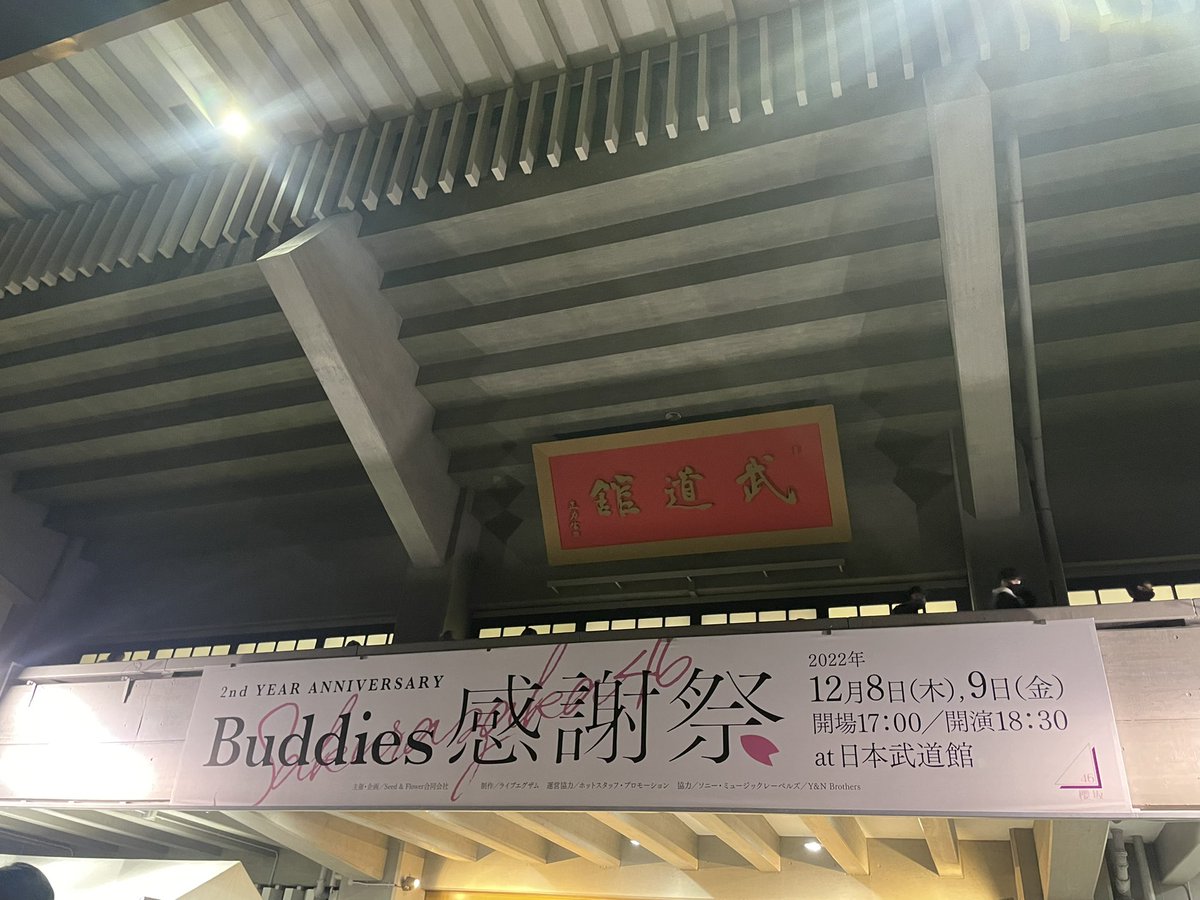 武道館
2nd YEAR ANNIVERSARY
Buddies感謝祭
Sakurazaka46
2022年
12月8日(木),9日(金)
開場17:00／開演18:30
at日本武道館
主催・企画／Seed & Flower合同会社　制作／ライブエグザム　運営協力／ホットスタッフ・プロモーション　協力／ソニー・ミュージックレーベルズ／Y&N Brothers
46
櫻坂